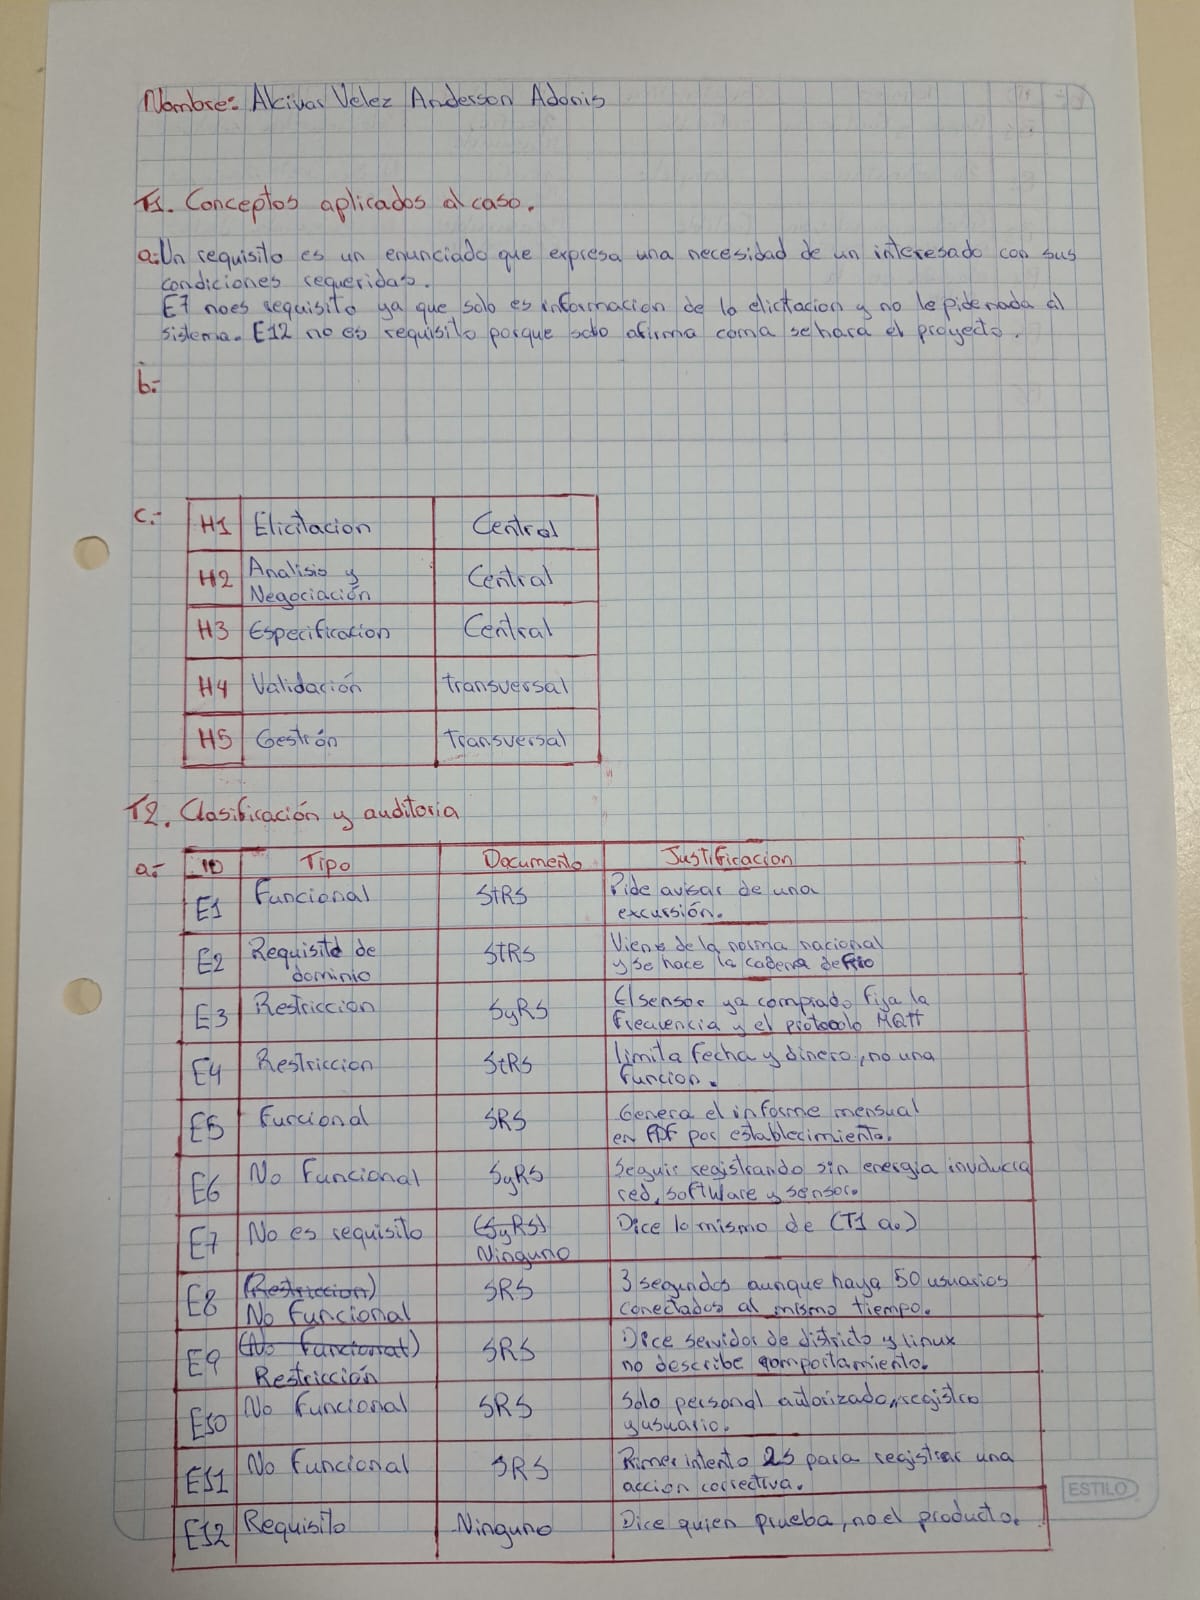 Nombre: Alcivar Velez Anderson Adonis
T1. Conceptos aplicados al caso.
a: Un requisito es un enunciado que expresa una necesidad de un interesado con sus
condiciones requeridas.
E7 no es requisito ya que solo es informacion de la elicitacion y no le pide nada al
sistema. E12 no es requisito porque solo afirma como se hara el proyecto.
b:-
c.-
H1 Elicitacion Central
H2 Analisis y Negociación Central
H3 Especificacion Central
H4 Validación Transversal
H5 Gestión Transversal
T2. Clasificación y auditoria
a:-
ID Tipo Documento Justificacion
E1 Funcional StRS Pide avisar de una
excursión.
E2 Requisito de dominio StRS Viene de la norma nacional
y se hace la cadena de frio
E3 Restriccion SyRS El sensor ya comprado fija la
frecuencia y el protocolo MQTT
E4 Restriccion StRS limita fecha y dinero, no una
funcion.
E5 Funcional SRS Genera el informe mensual
en PDF por establecimiento.
E6 No Funcional SyRS Seguir registrando sin energia involucra
red, software y sensor.
E7 No es requisito (SyRS) Ninguno Dice lo mismo de (T1 a.)
E8 (Restriccion) No Funcional SRS 3 segundos aunque haya 50 usuarios
conectados al mismo tiempo.
E9 (No Funcional) Restricción SRS Dice servidor de distrito y linux
no describe comportamiento.
E10 No Funcional SRS Solo personal autorizado, registro
y usuario.
E11 No Funcional SRS Primer intento 25 para registrar una
accion correctiva.
E12 Requisito Ninguno Dice quien prueba, no el producto.
ESTILO